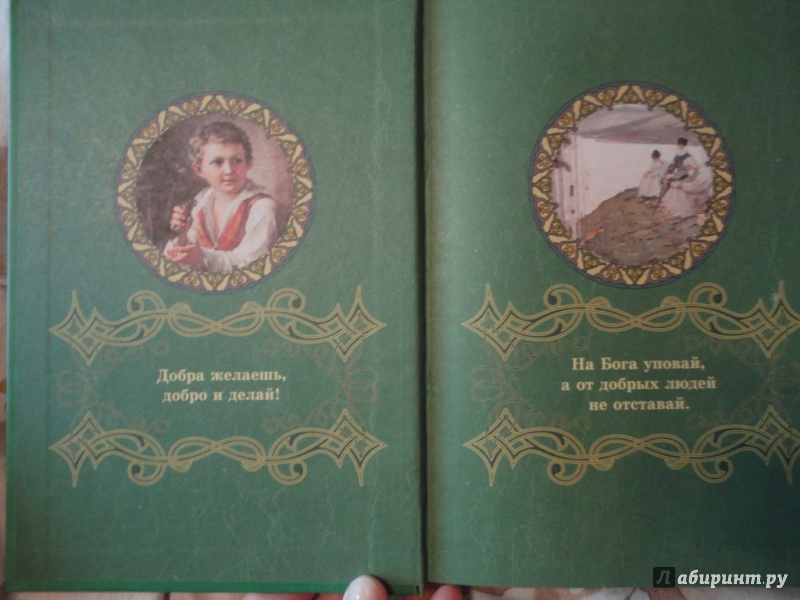 Добра желаешь,
добро и делай!
На Бога уповай,
а от добрых людей
не отставай.
Лабиринт.ру